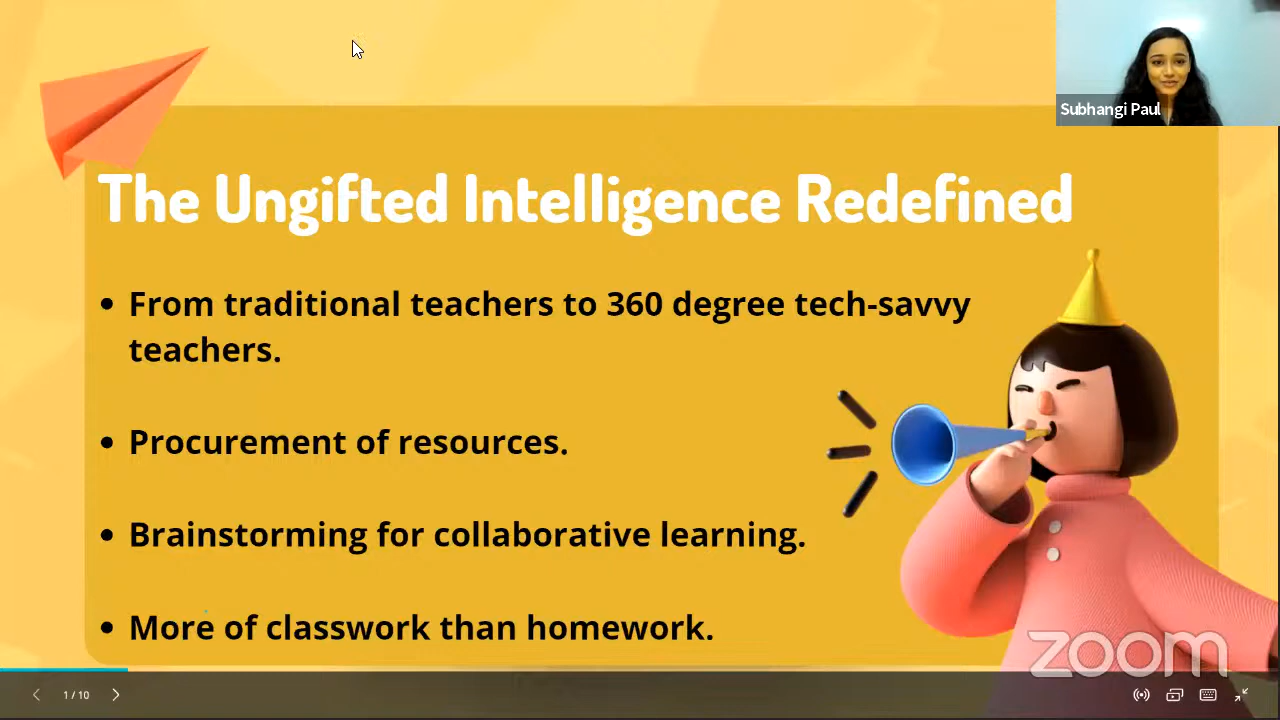 Subhangi Paul
The Ungifted Intelligence Redefined
• From traditional teachers to 360 degree tech-savvy
teachers.
• Procurement of resources.
• Brainstorming for collaborative learning.
• More of classwork than homework.
zoom
1 / 10